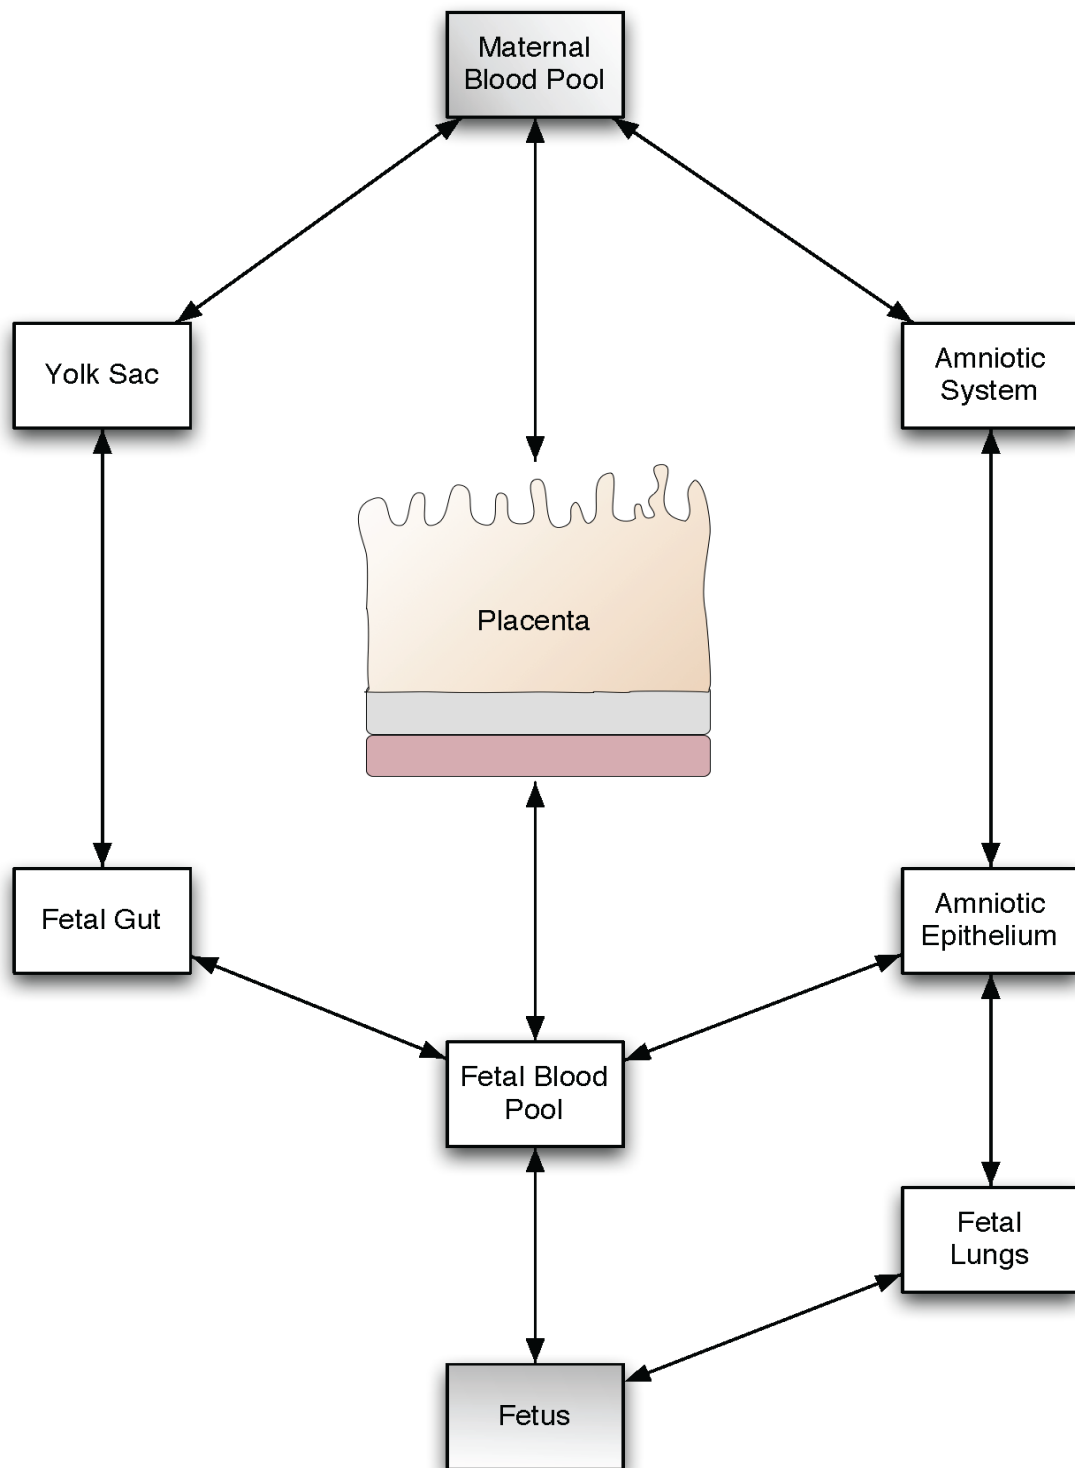 Maternal
Blood Pool
Yolk Sac
Amniotic
System
Placenta
Fetal Gut
Amniotic
Epithelium
Fetal Blood
Pool
Fetal
Lungs
Fetus